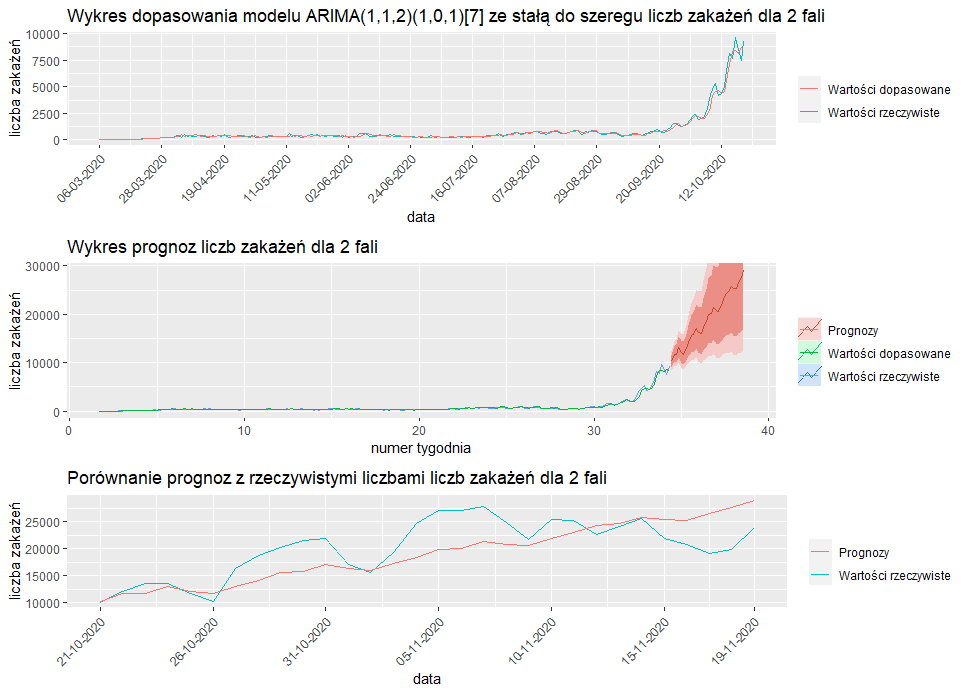 Wykres dopasowania modelu ARIMA(1,1,2)(1,0,1)[7] ze stałą do szeregu liczb zakażeń dla 2 fali
liczba zakażeń
10000
7500
5000
2500
0
06-03-2020
28-03-2020
19-04-2020
11-05-2020
02-06-2020
24-06-2020
16-07-2020
07-08-2020
29-08-2020
20-09-2020
12-10-2020
data
Wartości dopasowane
Wartości rzeczywiste
Wykres prognoz liczb zakażeń dla 2 fali
liczba zakażeń
30000
20000
10000
0
0
10
20
30
40
numer tygodnia
Prognozy
Wartości dopasowane
Wartości rzeczywiste
Porównanie prognoz z rzeczywistymi liczbami liczb zakażeń dla 2 fali
liczba zakażeń
25000
20000
15000
10000
21-10-2020
26-10-2020
31-10-2020
05-11-2020
10-11-2020
15-11-2020
19-11-2020
data
Prognozy
Wartości rzeczywiste